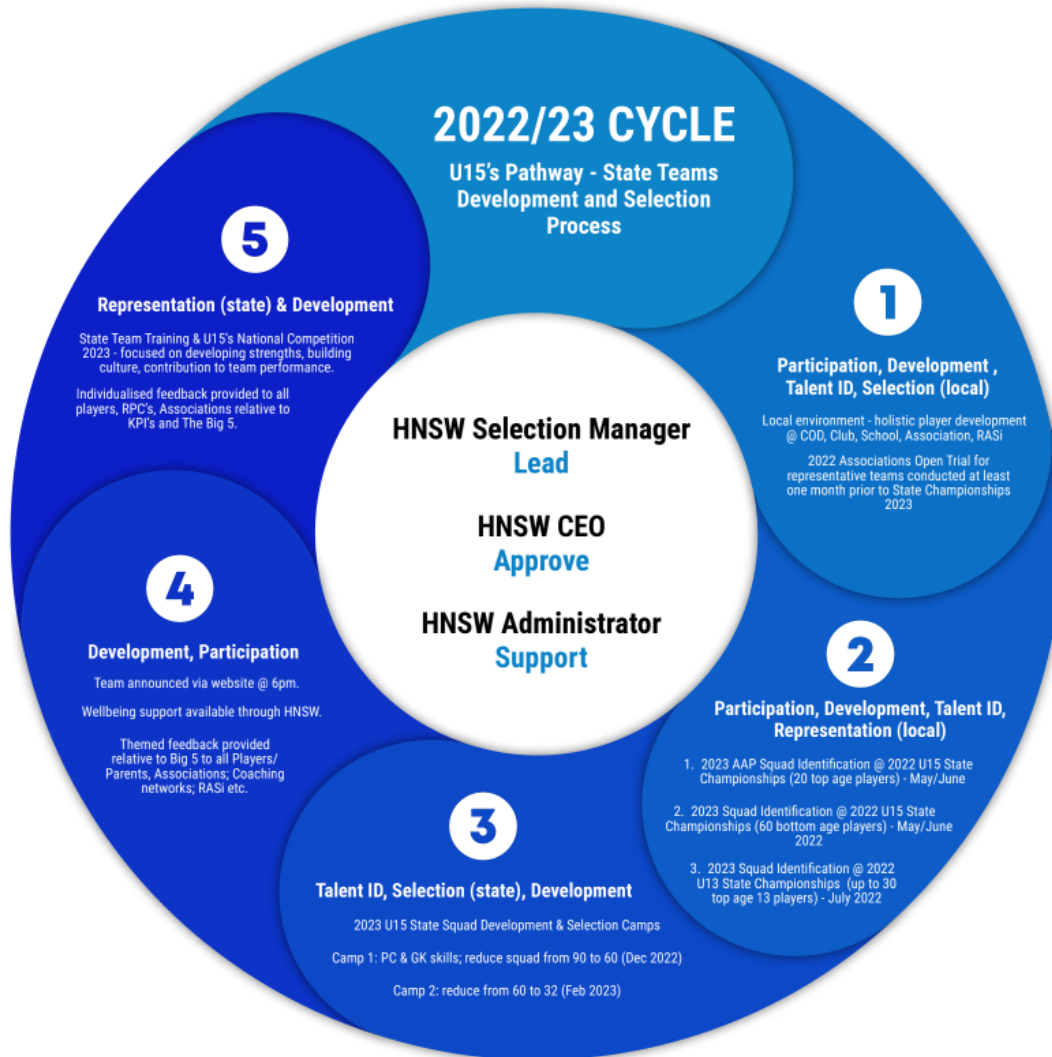 2022/23 CYCLE
U15's Pathway - State Teams
Development and Selection
Process
1
Participation, Development ,
Talent ID, Selection (local)
Local environment - holistic player development
@ COD, Club, School, Association, RASi
2022 Associations Open Trial for
representative teams conducted at least
one month prior to State Championships
2023
2
Participation, Development, Talent ID,
Representation (local)
1. 2023 AAP Squad Identification @ 2022 U15 State
Championships (20 top age players) - May/June
2. 2023 Squad Identification @ 2022 U15 State
Championships (60 bottom age players) - May/June
2022
3. 2023 Squad Identification @ 2022
U13 State Championships (up to 30
top age 13 players) - July 2022
3
Talent ID, Selection (state), Development
2023 U15 State Squad Development & Selection Camps
Camp 1: PC & GK skills; reduce squad from 90 to 60 (Dec 2022)
Camp 2: reduce from 60 to 32 (Feb 2023)
4
Development, Participation
Team announced via website @ 6pm.
Wellbeing support available through HNSW.
Themed feedback provided
relative to Big 5 to all Players/
Parents, Associations; Coaching
networks; RASi etc.
5
Representation (state) & Development
State Team Training & U15's National Competition
2023 - focused on developing strengths, building
culture, contribution to team performance.
Individualised feedback provided to all
players, RPC's, Associations relative to
KPI's and The Big 5.
HNSW Selection Manager
Lead
HNSW CEO
Approve
HNSW Administrator
Support